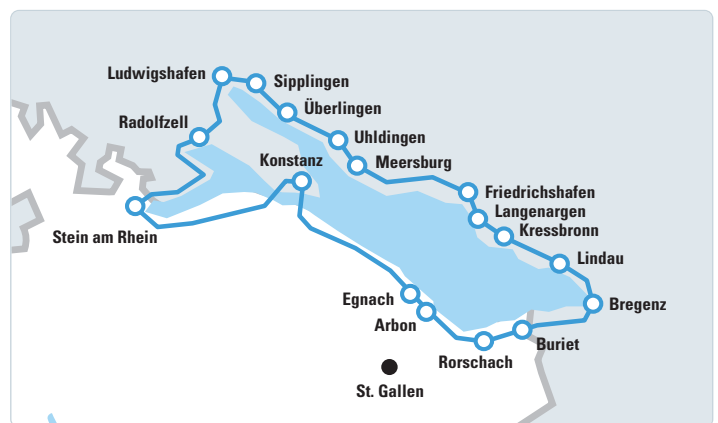 Ludwigshafen
Sipplingen
Überlingen
Radolfzell
Uhldingen
Konstanz
Meersburg
Friedrichshafen
Langenargen
Kressbronn
Stein am Rhein
Lindau
Egnach
Bregenz
Arbon
Buriet
Rorschach
St. Gallen